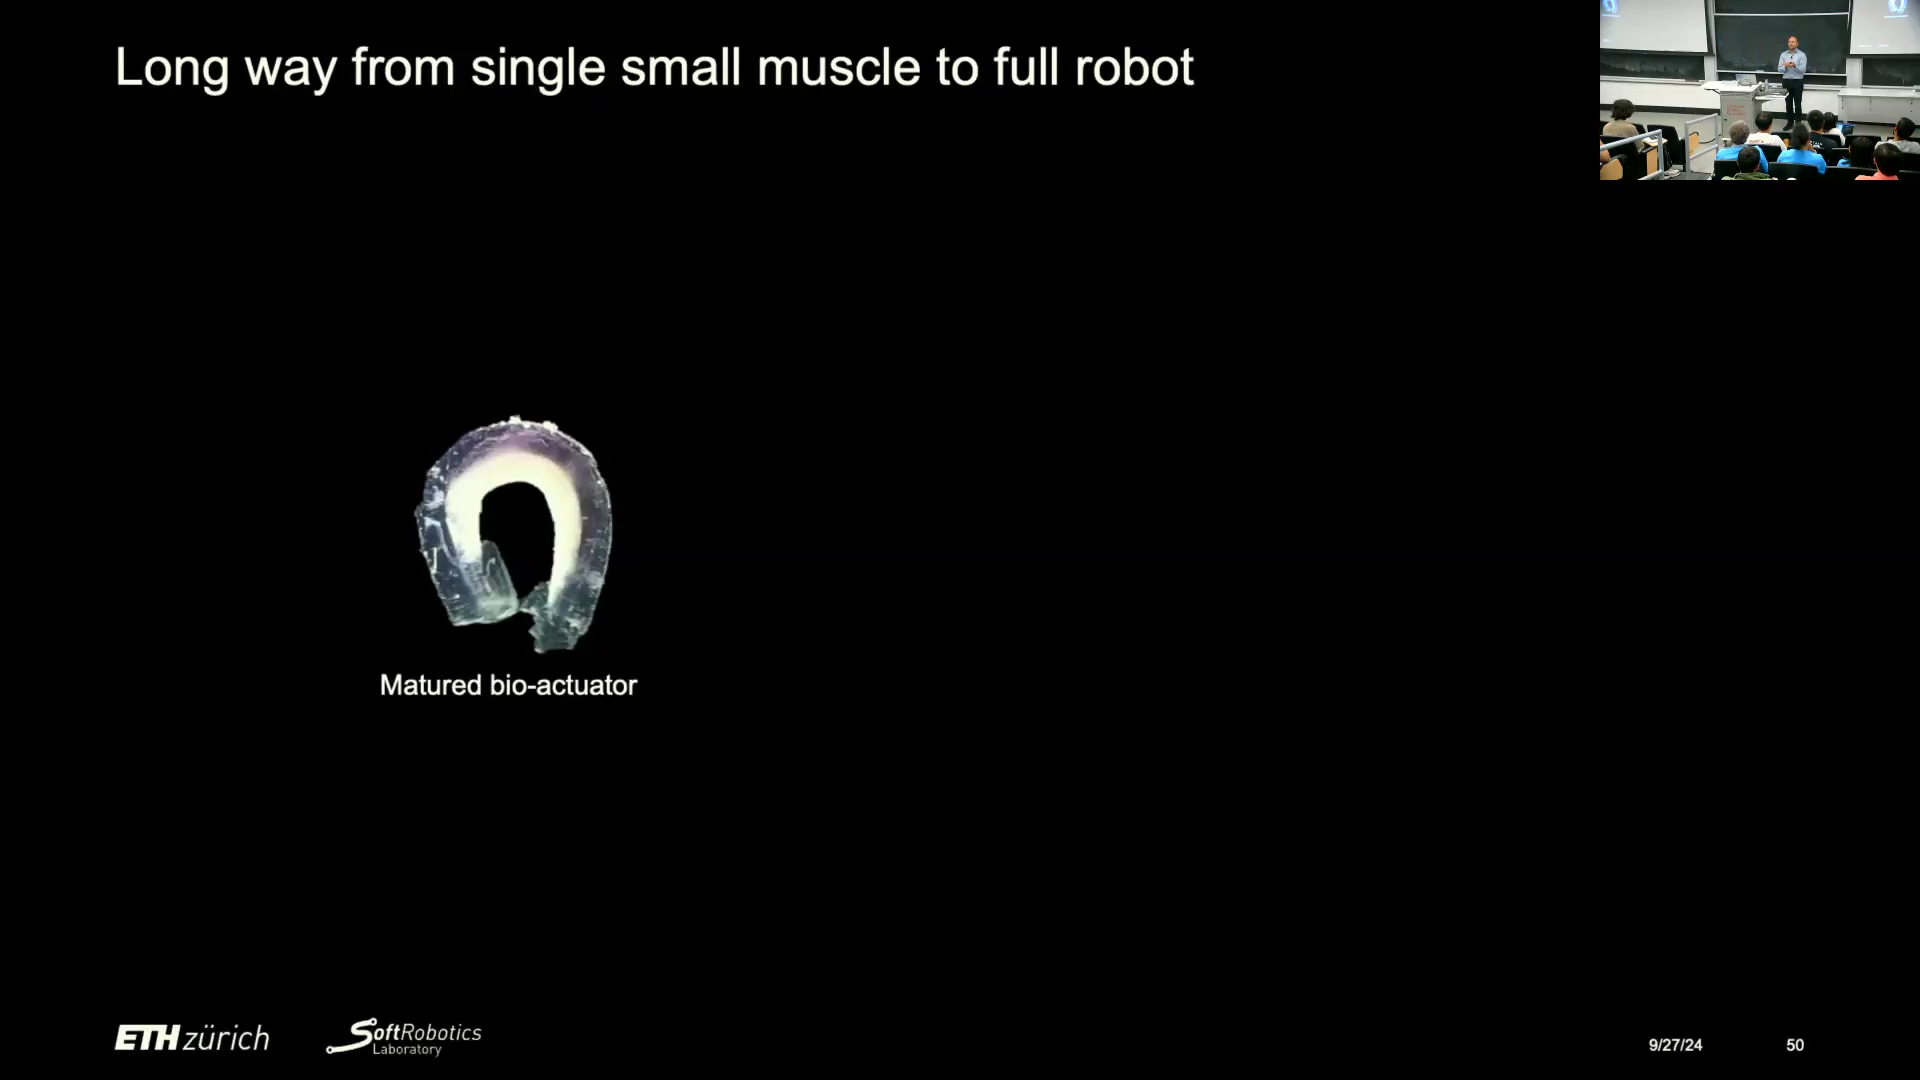 Long way from single small muscle to full robot
Matured bio-actuator
ETH zürich
SoftRobotics
Laboratory
9/27/24
50